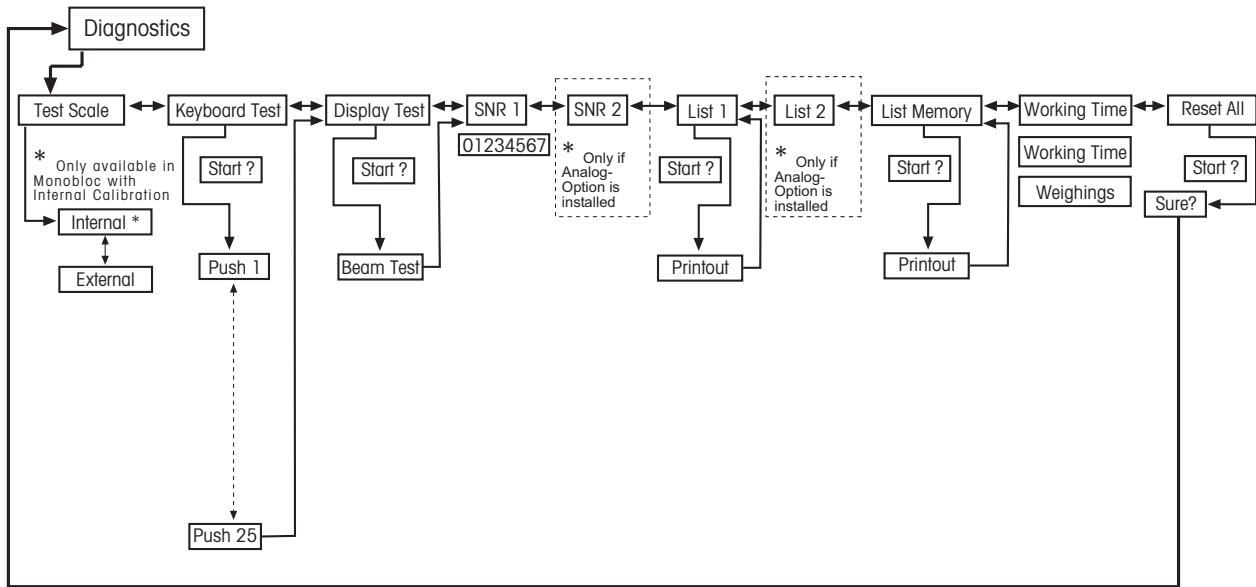 Diagnostics
Test Scale
Keyboard Test
Display Test
SNR 1
SNR 2
List 1
List 2
List Memory
Working Time
Reset All
* Only available in
Monobloc with
Internal Calibration
Internal *
External
Start ?
Push 1
Push 25
Start ?
Beam Test
01234567
* Only if
Analog-
Option is
installed
Start ?
Printout
* Only if
Analog-
Option is
installed
Start ?
Printout
Working Time
Weighings
Start ?
Sure?